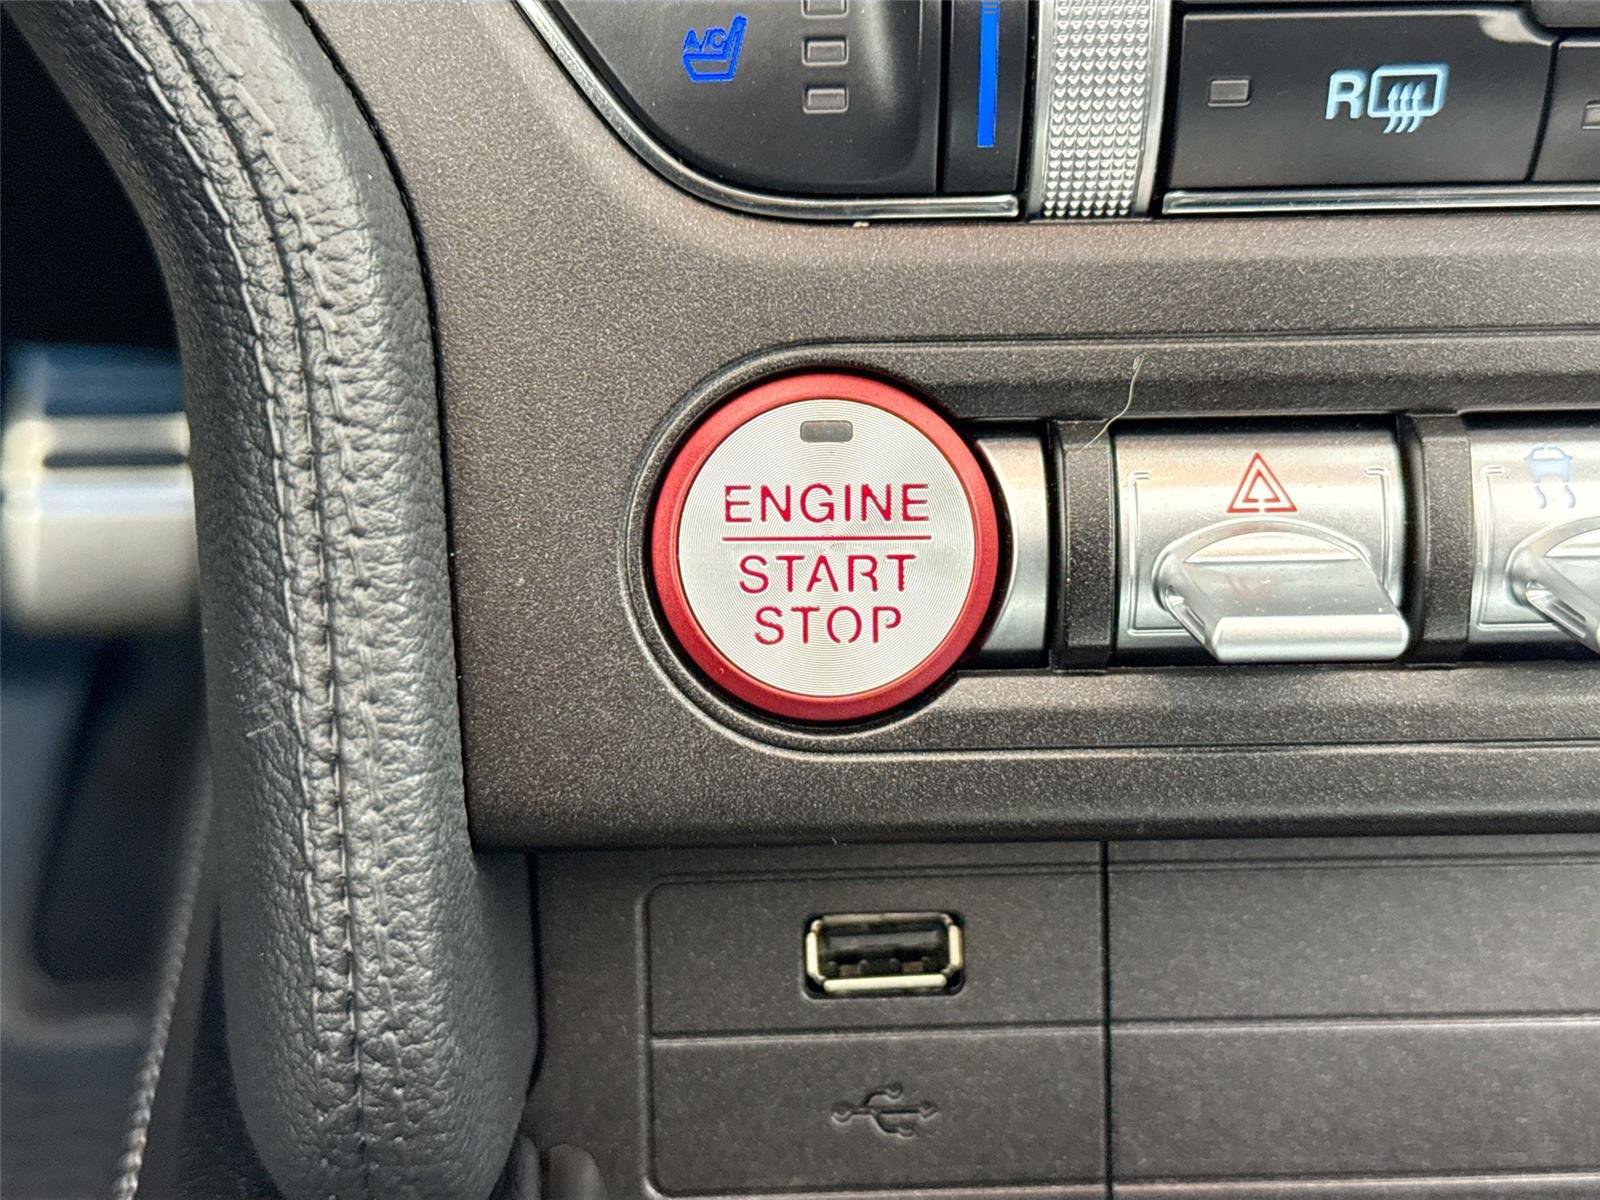 A/C
R
ENGINE
START
STOP